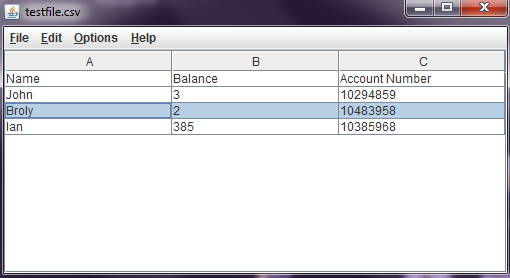 testfile.csv
File Edit Options Help
A B C
Name Balance Account Number
John 3 10294859
Broly 2 10483958
Ian 385 10385968